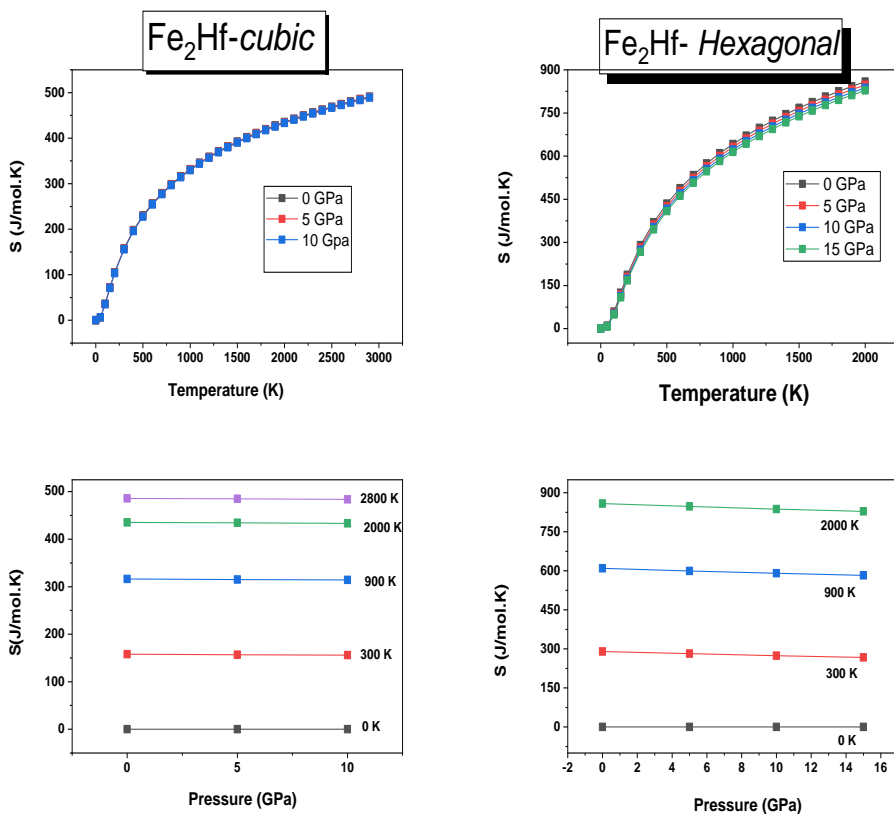 Fe₂Hf-cubic
500
400
300
200
100
0
S (J/mol.K)
0 GPa
5 GPa
10 Gpa
0 500 1000 1500 2000 2500 3000
Temperature (K)
Fe₂Hf- Hexagonal
900
750
600
450
300
150
0
S (J/mol.K)
0 GPa
5 GPa
10 GPa
15 GPa
0 500 1000 1500 2000
Temperature (K)
500
400
300
200
100
0
S(J/mol.K)
2800 K
2000 K
900 K
300 K
0 K
0 5 10
Pressure (GPa)
900
750
600
450
300
150
0
S (J/mol.K)
2000 K
900 K
300 K
0 K
-2 0 2 4 6 8 10 12 14 16
Pressure (GPa)